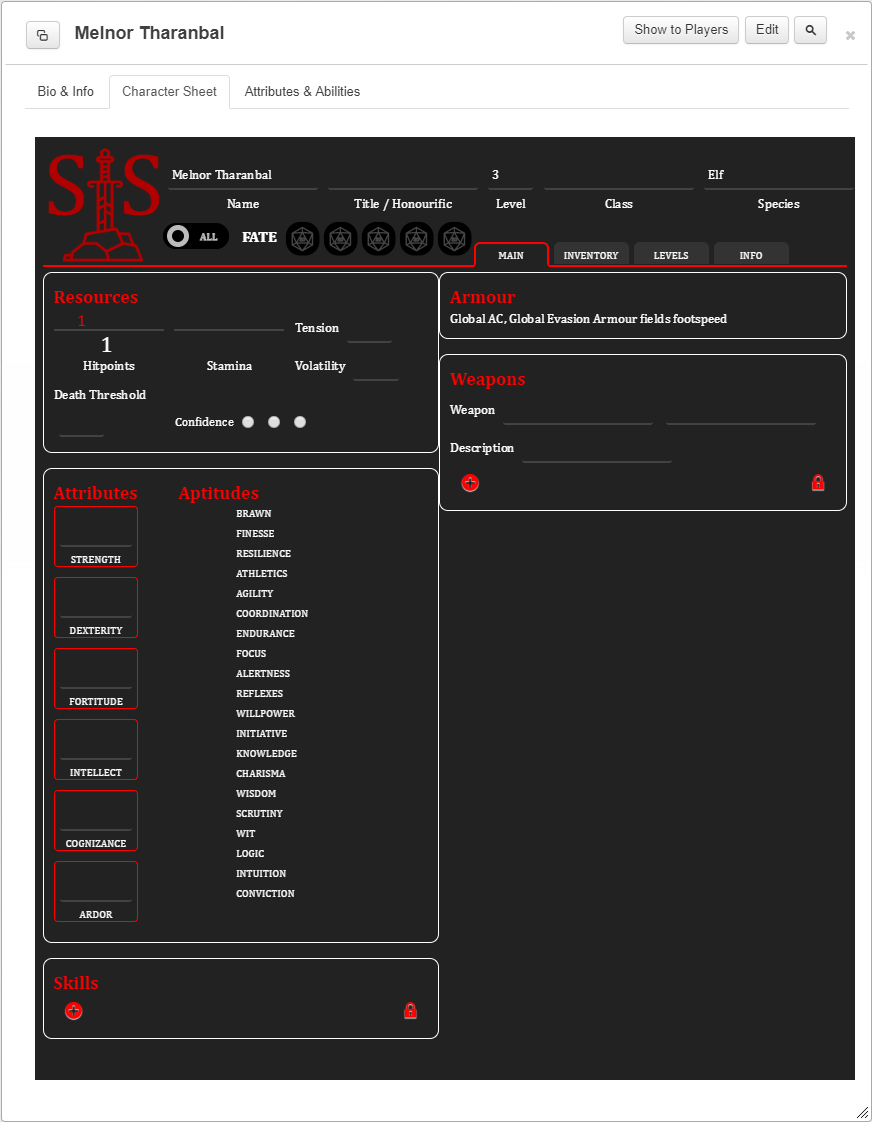 Melnor Tharanbal
Show to Players
Edit
Bio & Info
Character Sheet
Attributes & Abilities
SIS
Melnor Tharanbal
3
Elf
Name
Title / Honourific
Level
Class
Species
ALL
FATE
MAIN
INVENTORY
LEVELS
INFO
Resources
1
Tension
1
Hitpoints
Stamina
Volatility
Death Threshold
Confidence
Armour
Global AC, Global Evasion Armour fields footspeed
Weapons
Weapon
Description
Attributes
STRENGTH
DEXTERITY
FORTITUDE
INTELLECT
COGNIZANCE
ARDOR
Aptitudes
BRAWN
FINESSE
RESILIENCE
ATHLETICS
AGILITY
COORDINATION
ENDURANCE
FOCUS
ALERTNESS
REFLEXES
WILLPOWER
INITIATIVE
KNOWLEDGE
CHARISMA
WISDOM
SCRUTINY
WIT
LOGIC
INTUITION
CONVICTION
Skills